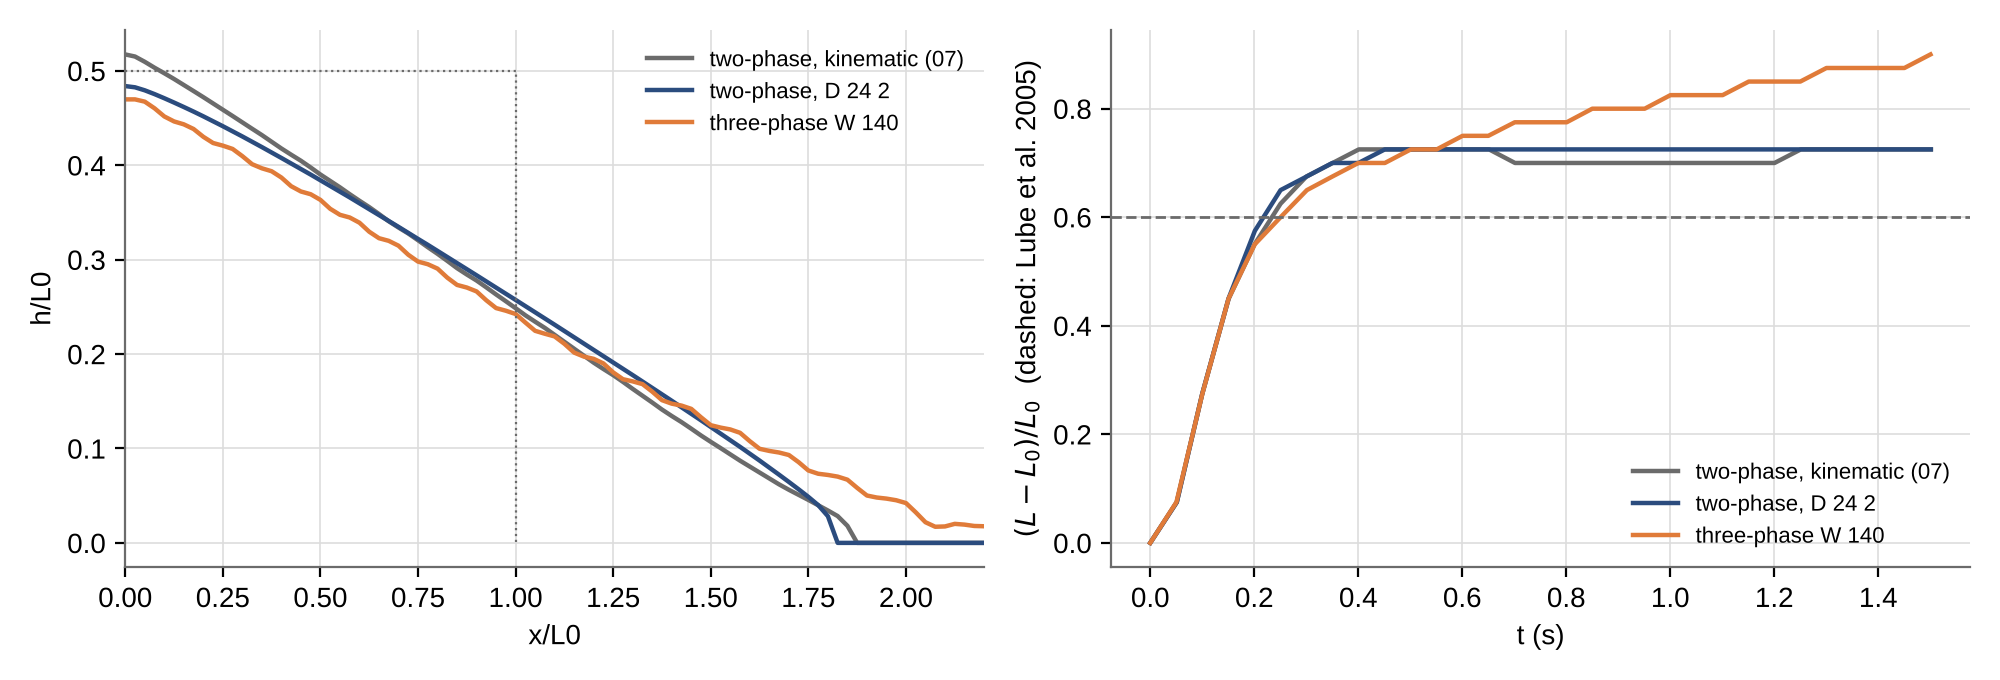 0.5
0.4
0.3
0.2
0.1
0.0
h/L0
0.00 0.25 0.50 0.75 1.00 1.25 1.50 1.75 2.00
x/L0
two-phase, kinematic (07)
two-phase, D 24 2
three-phase W 140
0.8
0.6
0.4
0.2
0.0
(L − L₀)/L₀ (dashed: Lube et al. 2005)
0.0 0.2 0.4 0.6 0.8 1.0 1.2 1.4
t (s)
two-phase, kinematic (07)
two-phase, D 24 2
three-phase W 140